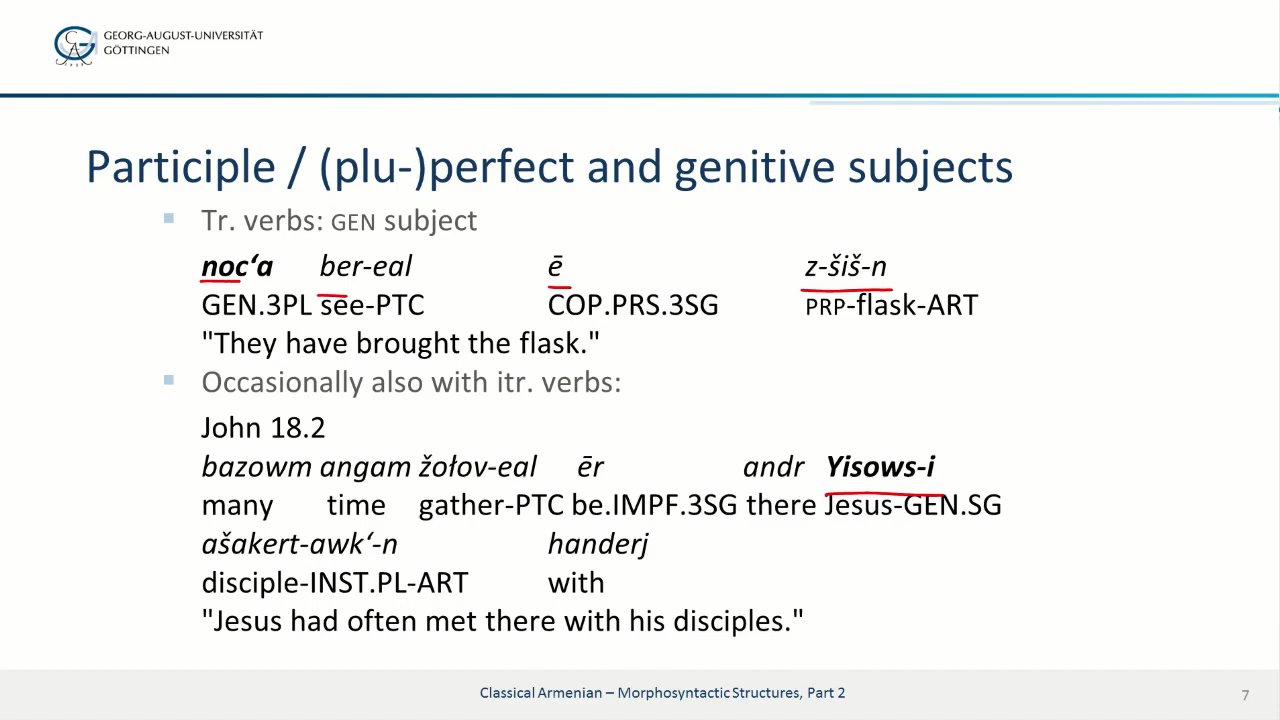 GEORG-AUGUST-UNIVERSITÄT
GÖTTINGEN
Participle / (plu-)perfect and genitive subjects
Tr. verbs: GEN subject
noc‘a ber-eal ē z-šiš-n
GEN.3PL see-PTC COP.PRS.3SG PRP-flask-ART
"They have brought the flask."
Occasionally also with itr. verbs:
John 18.2
bazowm angam žołov-eal ēr andr Yisows-i
many time gather-PTC be.IMPF.3SG there Jesus-GEN.SG
ašakert-awk‘-n handerj
disciple-INST.PL-ART with
"Jesus had often met there with his disciples."
Classical Armenian – Morphosyntactic Structures, Part 2
7